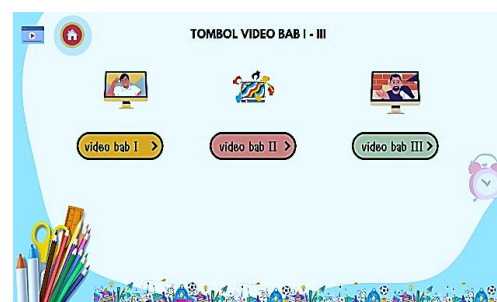 TOMBOL VIDEO BAB I - III
video bab I >
video bab II >
video bab III >